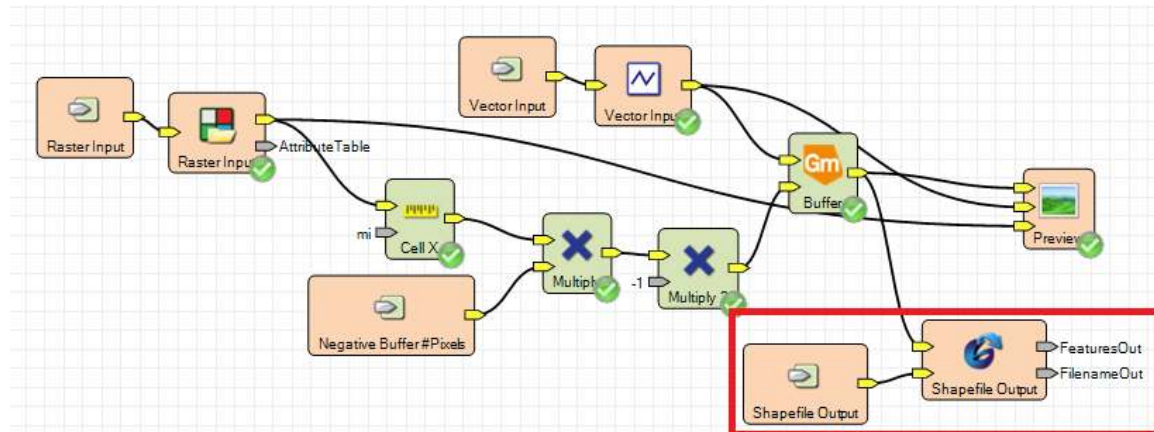 Raster Input
Raster Input
AttributeTable
Vector Input
Vector Input
mi
Cell X
Negative Buffer #Pixels
Multiply
-1
Multiply
Gm
Buffer
Preview
Shapefile Output
Shapefile Output
FeaturesOut
FilenameOut